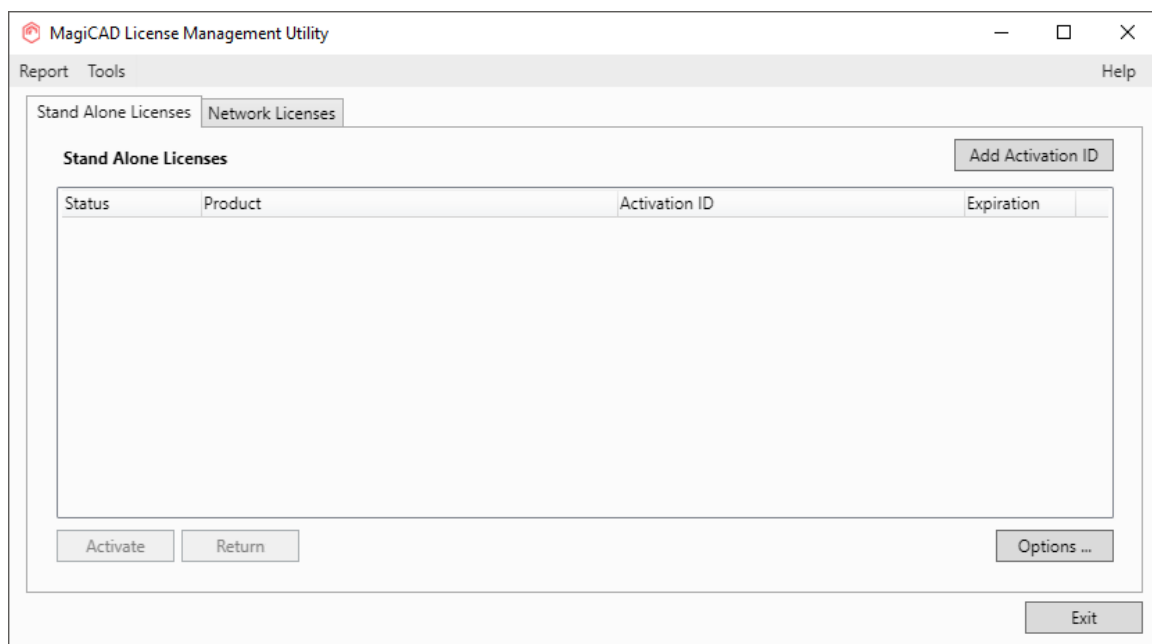 MagiCAD License Management Utility
Report Tools Help
Stand Alone Licenses Network Licenses
Stand Alone Licenses Add Activation ID
Status Product Activation ID Expiration
Activate Return Options ...
Exit